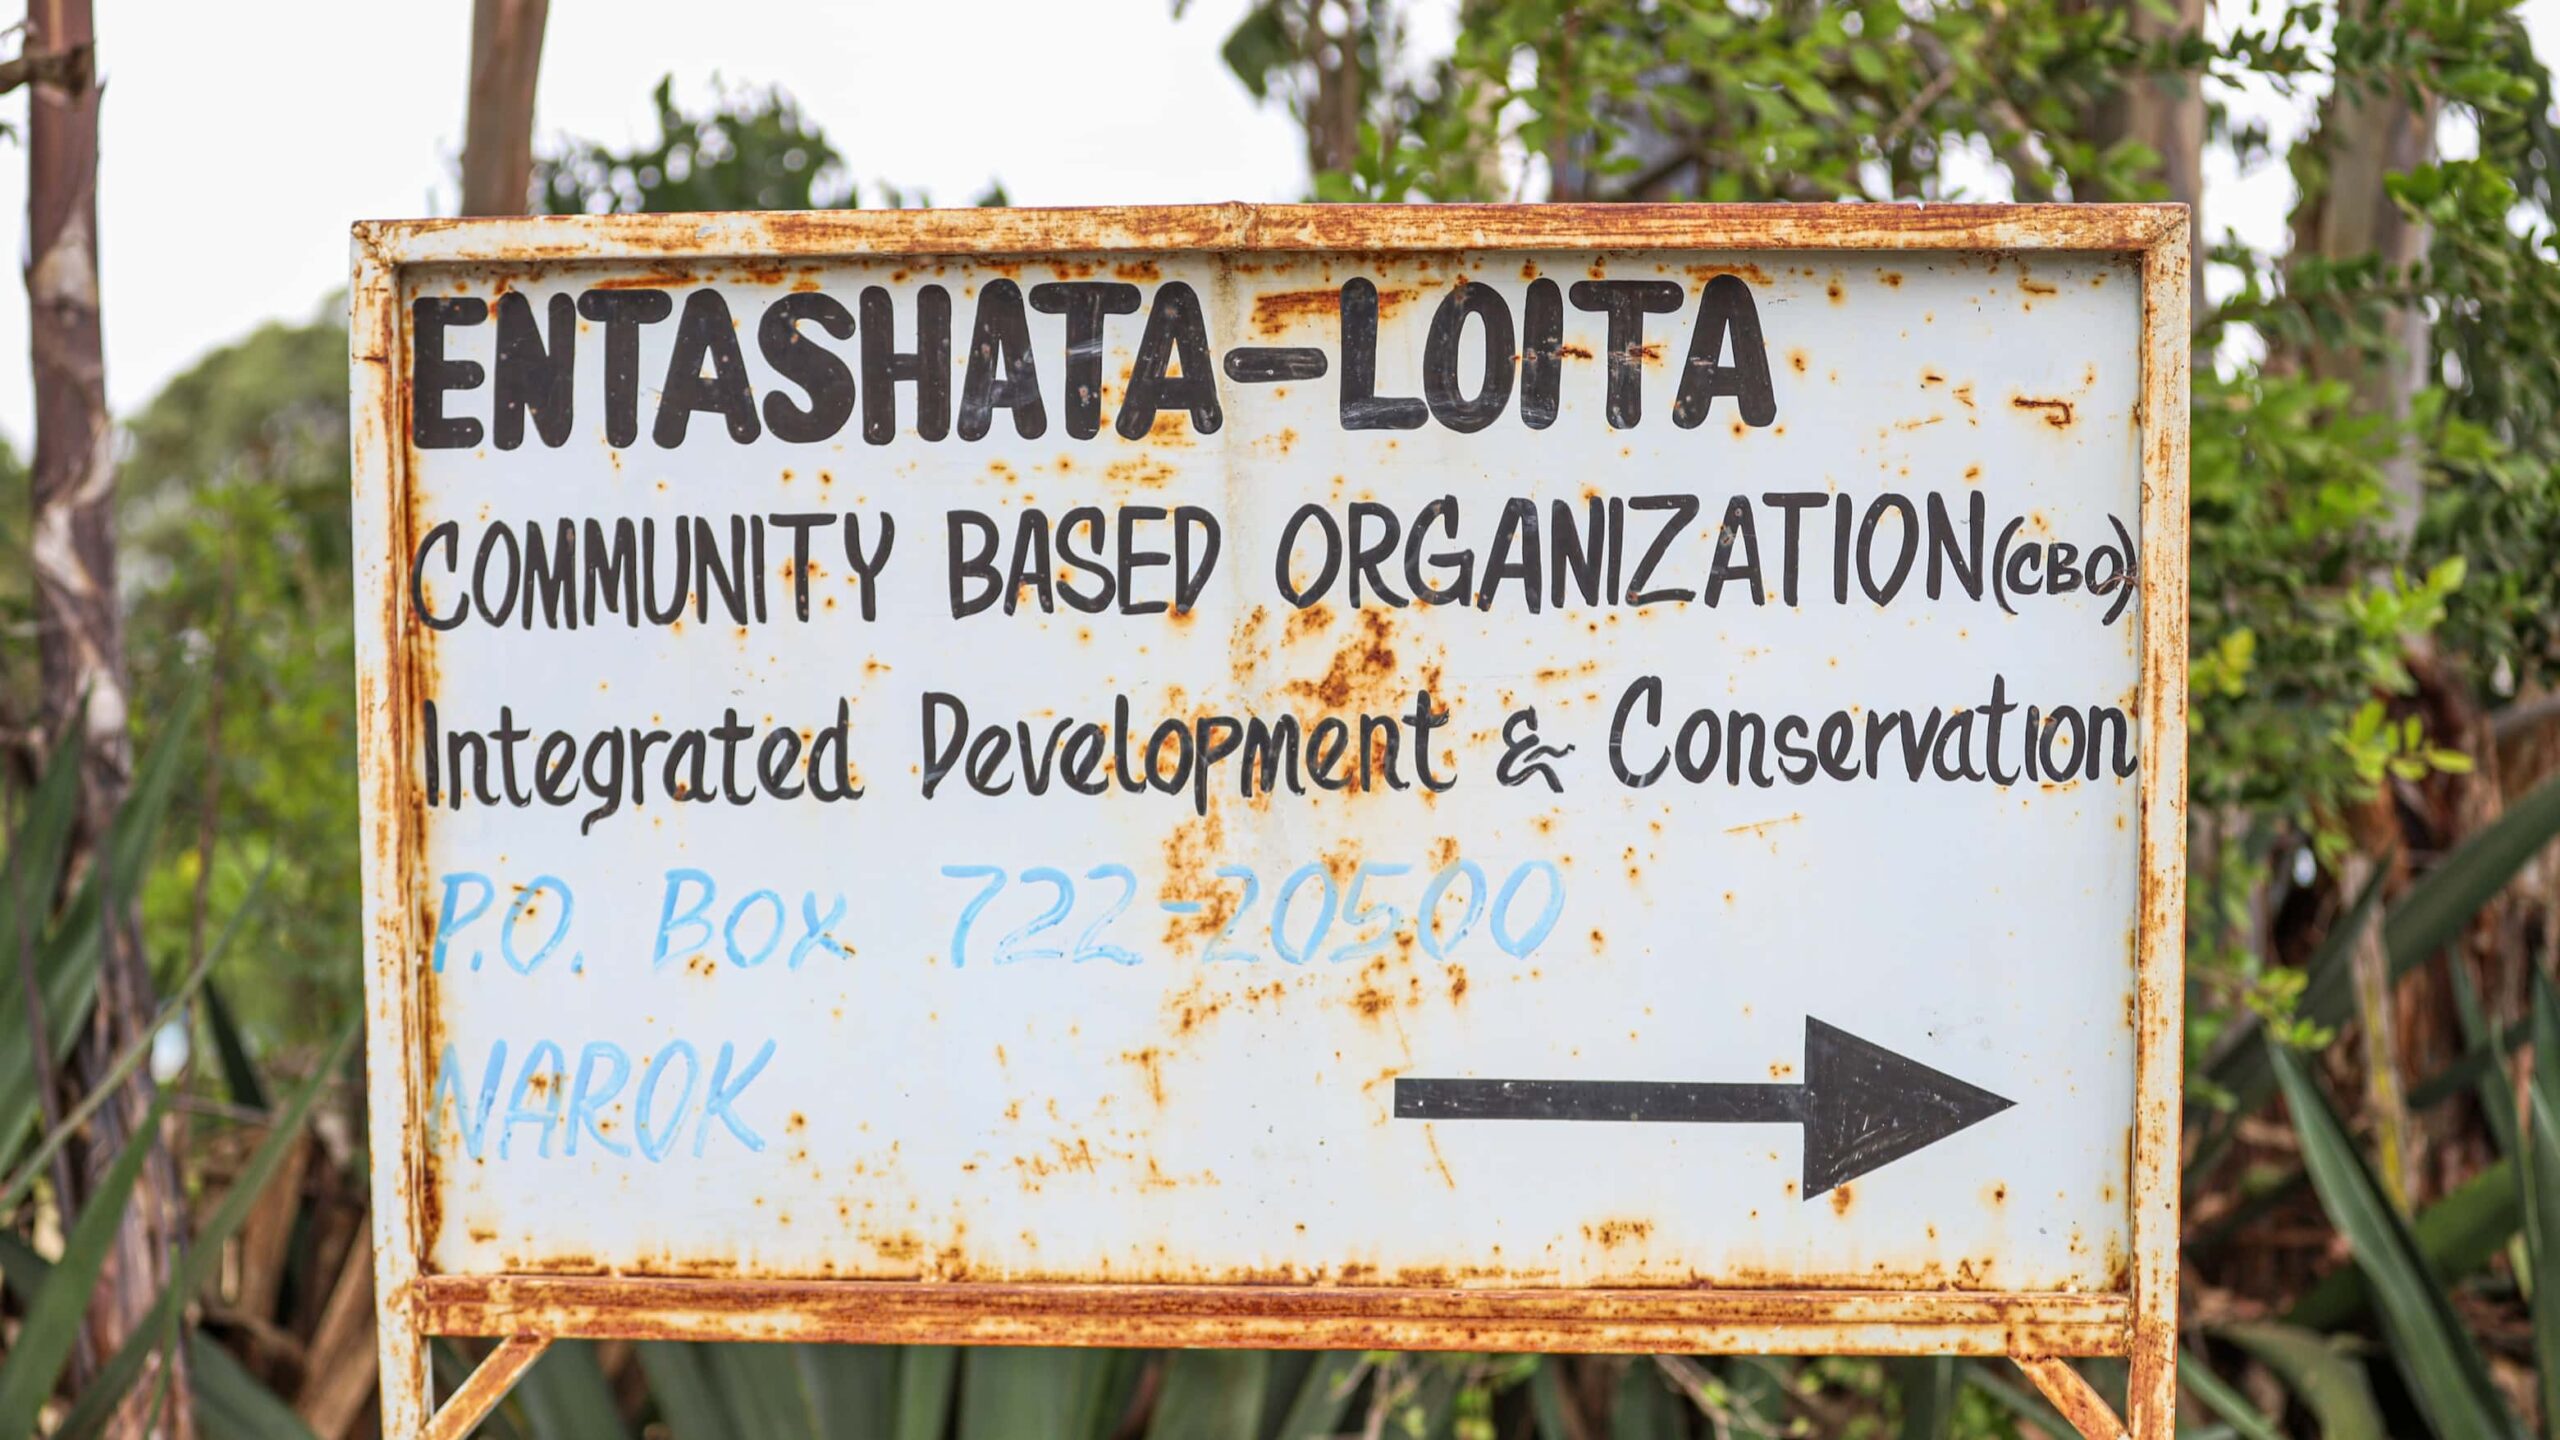 ENTASHATA-LOITA
COMMUNITY BASED ORGANIZATION (CBO)
Integrated Development & Conservation
P.O. Box 722-20500
NAROK